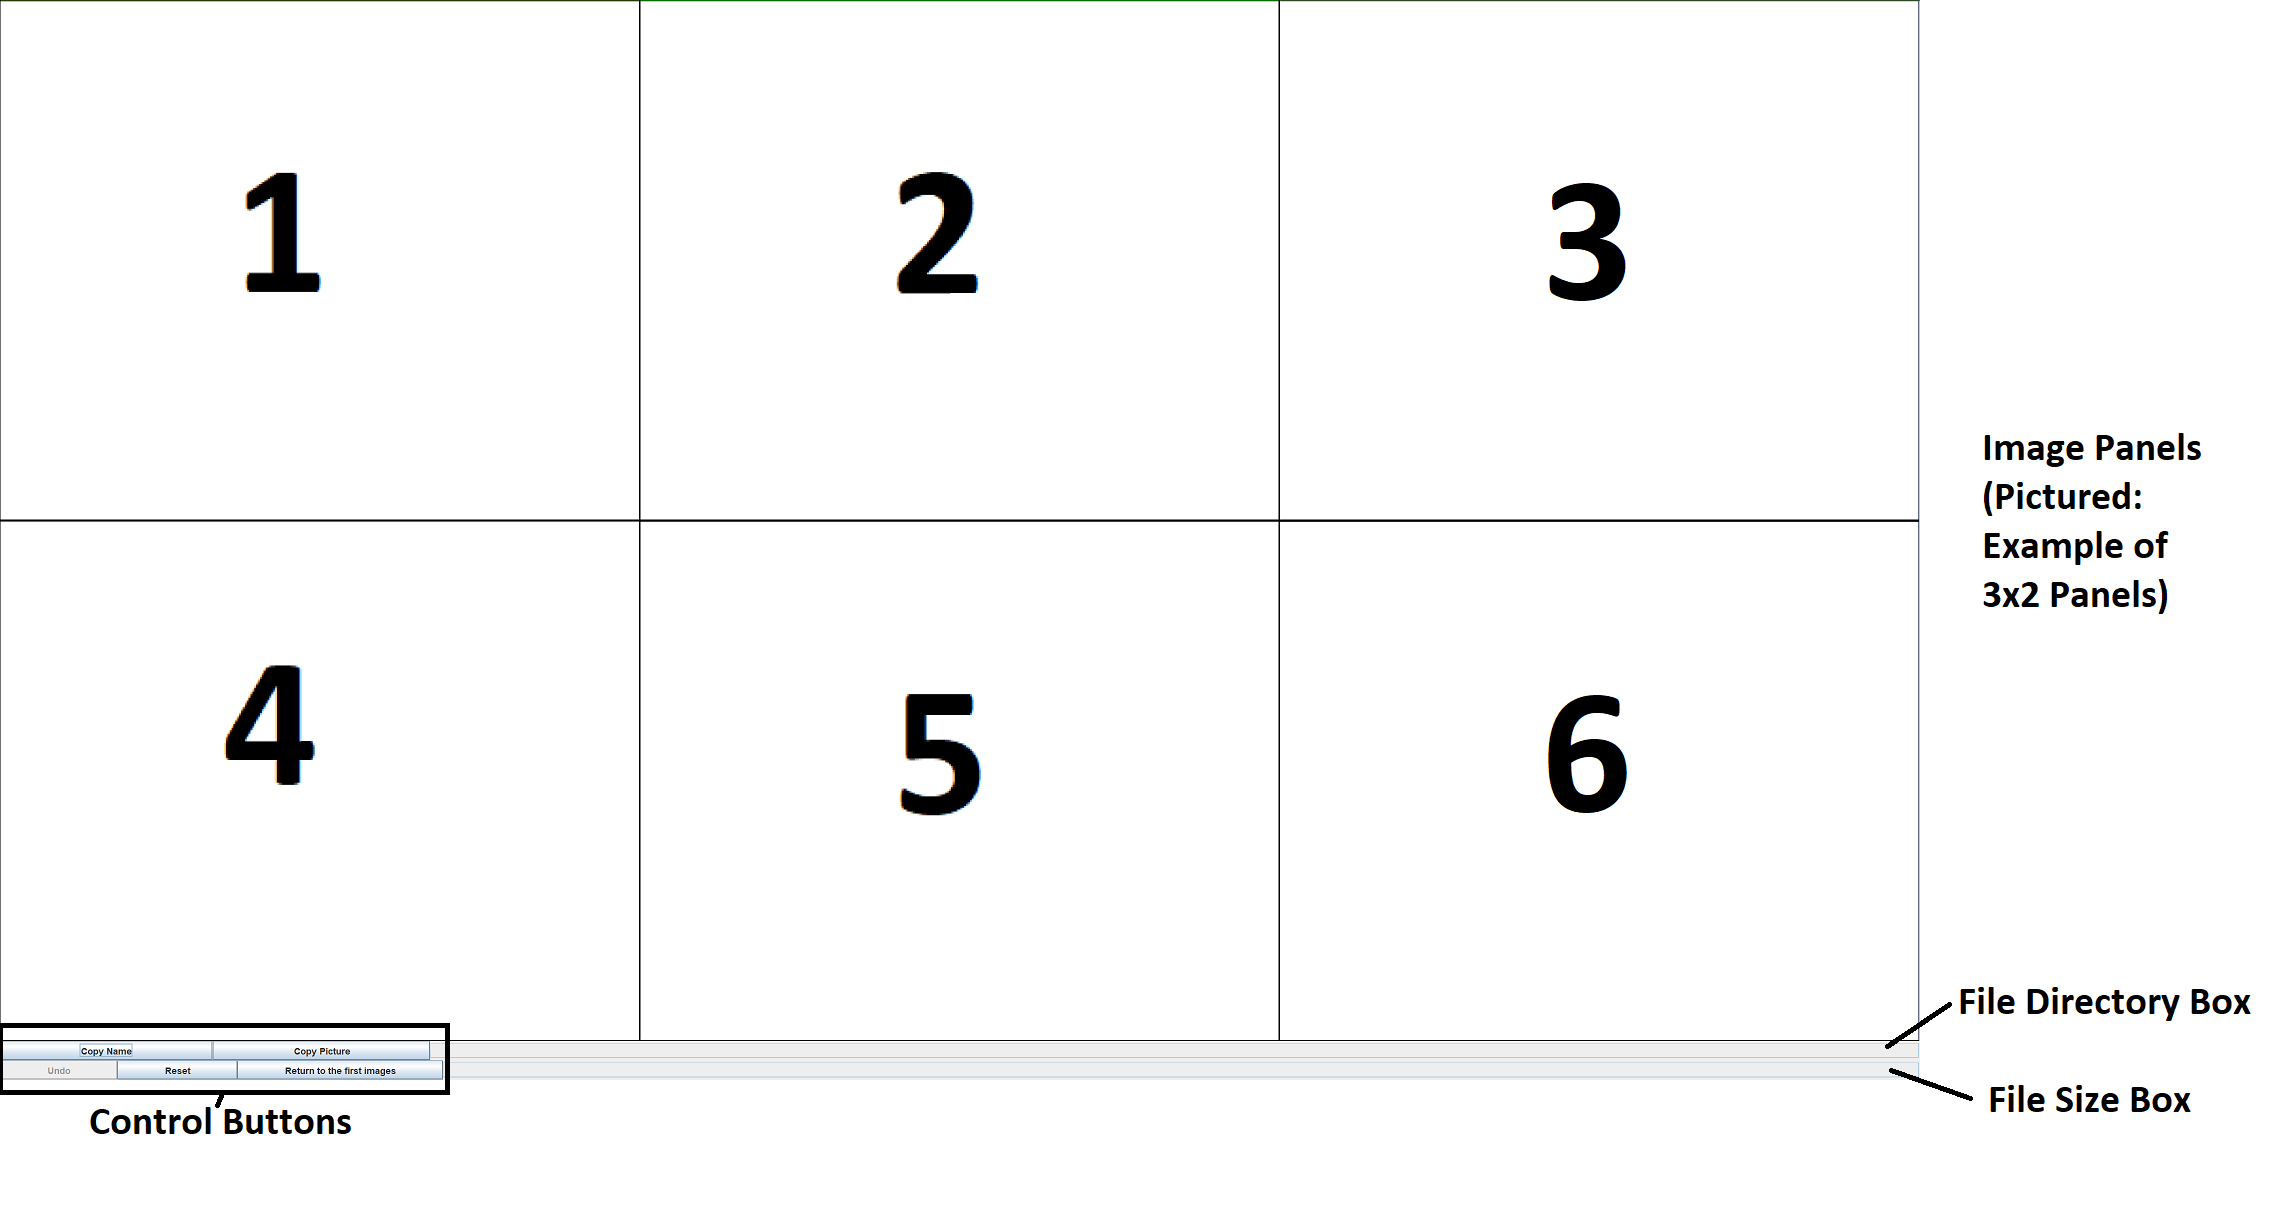 1
2
3
Image Panels
(Pictured:
Example of
3x2 Panels)
4
5
6
File Directory Box
Copy Name
Copy Picture
Undo
Reset
Return to the first images
File Size Box
Control Buttons